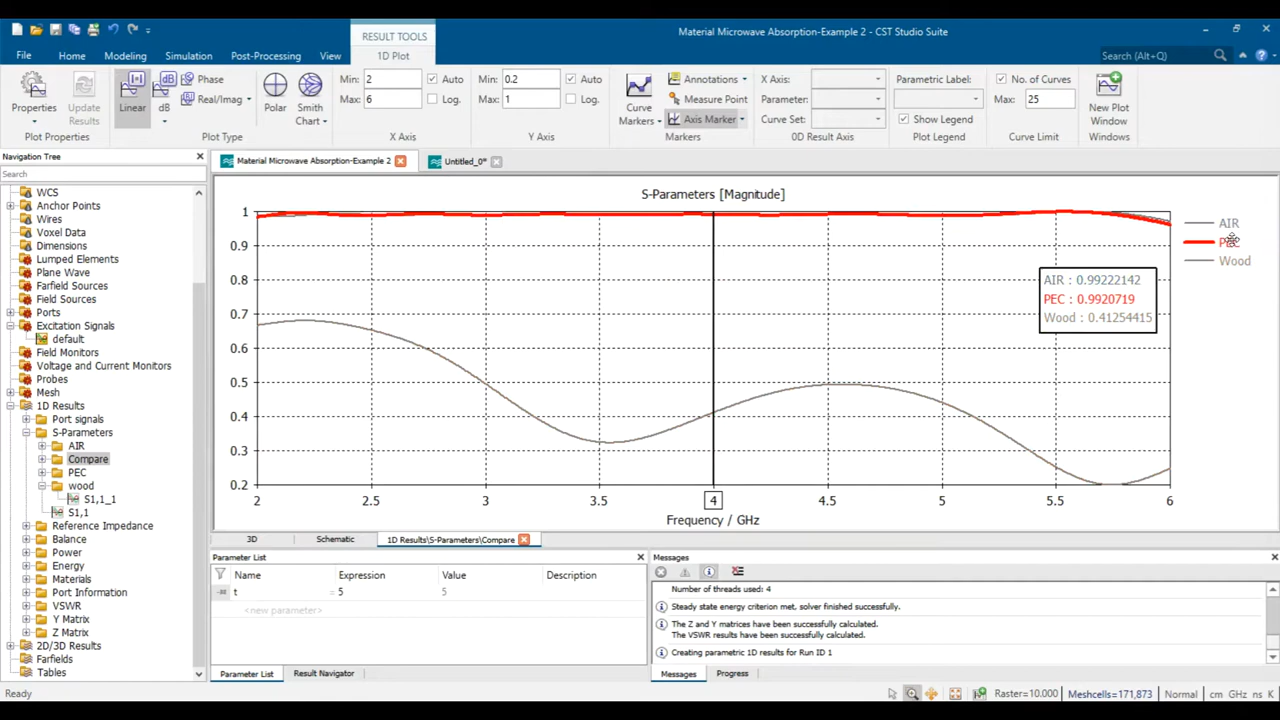 RESULT TOOLS
Material Microwave Absorption-Example 2 - CST Studio Suite
File Home Modeling Simulation Post-Processing View 1D Plot Search (Alt+Q)
Properties Update Results Linear dB Phase Real/Imag Polar Smith Chart Min: 2 Auto Min: 0.2 Auto Curve Markers Annotations X Axis: Parametric Label: No. of Curves New Plot Window
Max: 6 Log. Max: 1 Log. Measure Point Parameter: Max: 25
Axis Marker Curve Set: Show Legend
Plot Properties Plot Type X Axis Y Axis Markers 0D Result Axis Plot Legend Curve Limit Windows
Navigation Tree
Search
WCS
Anchor Points
Wires
Voxel Data
Dimensions
Lumped Elements
Plane Wave
Farfield Sources
Field Sources
Ports
Excitation Signals
default
Field Monitors
Voltage and Current Monitors
Probes
Mesh
1D Results
Port signals
S-Parameters
AIR
Compare
PEC
wood
S1,1_1
S1,1
Reference Impedance
Balance
Power
Energy
Materials
Port Information
VSWR
Y Matrix
Z Matrix
2D/3D Results
Farfields
Tables
Material Microwave Absorption-Example 2 Untitled_0*
S-Parameters [Magnitude]
1
0.9
0.8
0.7
0.6
0.5
0.4
0.3
0.2
2 2.5 3 3.5 4 4.5 5 5.5 6
Frequency / GHz
AIR
PEC
Wood
AIR : 0.99222142
PEC : 0.9920719
Wood : 0.41254415
3D Schematic 1D Results\S-Parameters\Compare
Parameter List
Name Expression Value Description
t = 5 5
<new parameter>
Parameter List Result Navigator
Messages
Number of threads used: 4
Steady state energy criterion met, solver finished successfully.
The Z and Y matrices have been successfully calculated.
The VSWR results have been successfully calculated.
Creating parametric 1D results for Run ID 1
Messages Progress
Ready Raster=10.000 Meshcells=171,873 Normal cm GHz ns K